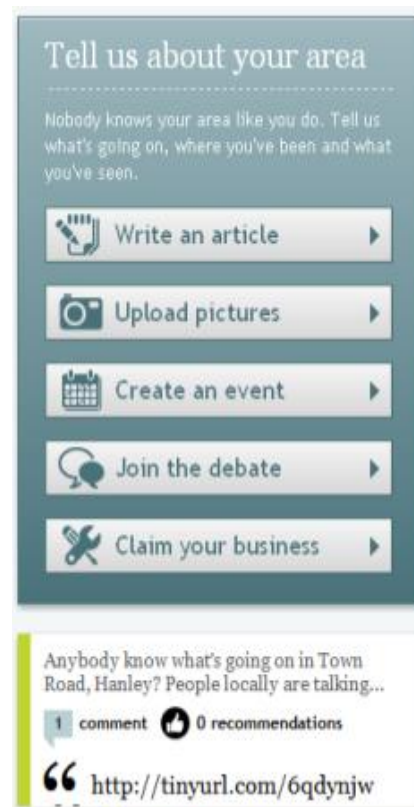 Tell us about your area
Nobody knows your area like you do. Tell us
what's going on, where you've been and what
you've seen.
Write an article
Upload pictures
Create an event
Join the debate
Claim your business
Anybody know what's going on in Town
Road, Hanley? People locally are talking...
1 comment 0 recommendations
“ http://tinyurl.com/6qdynjw